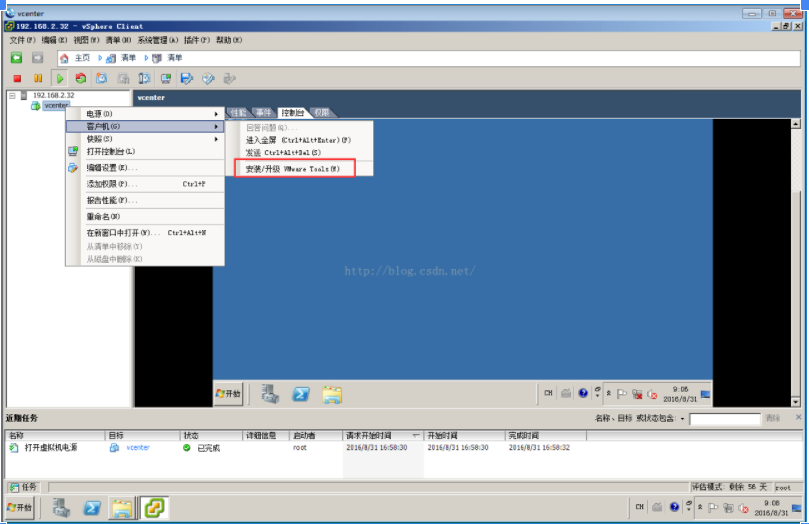 vcenter
192.168.2.32 - vSphere Client
文件(F) 编辑(E) 视图(W) 清单(N) 系统管理(A) 插件(P) 帮助(H)
主页 清单 清单
192.168.2.32
vcenter
vcenter
性能 事件 控制台 权限
电源(D)
客户机(G)
快照(S)
打开控制台(L)
编辑设置(E)...
添加权限(P)... Ctrl+P
报告性能(P)...
重命名(M)
在新窗口中打开(W)... Ctrl+Alt+N
从清单中移除(Y)
从磁盘中删除(K)
回答问题(Q)...
进入全屏 (Ctrl+Alt+Enter)(F)
发送 Ctrl+Alt+Del(S)
安装/升级 VMware Tools(N)
http://blog.csdn.net/
开始
CH
9:06
2016/8/31
近期任务
名称、目标 或状态包含:
清除
名称 目标 状态 详细信息 启动者 请求开始时间 开始时间 完成时间
打开虚拟机电源 vcenter 已完成 root 2016/8/31 16:58:30 2016/8/31 16:58:30 2016/8/31 16:58:32
任务
评估模式: 剩余 56 天 root
开始
CH
9:06
2016/8/31